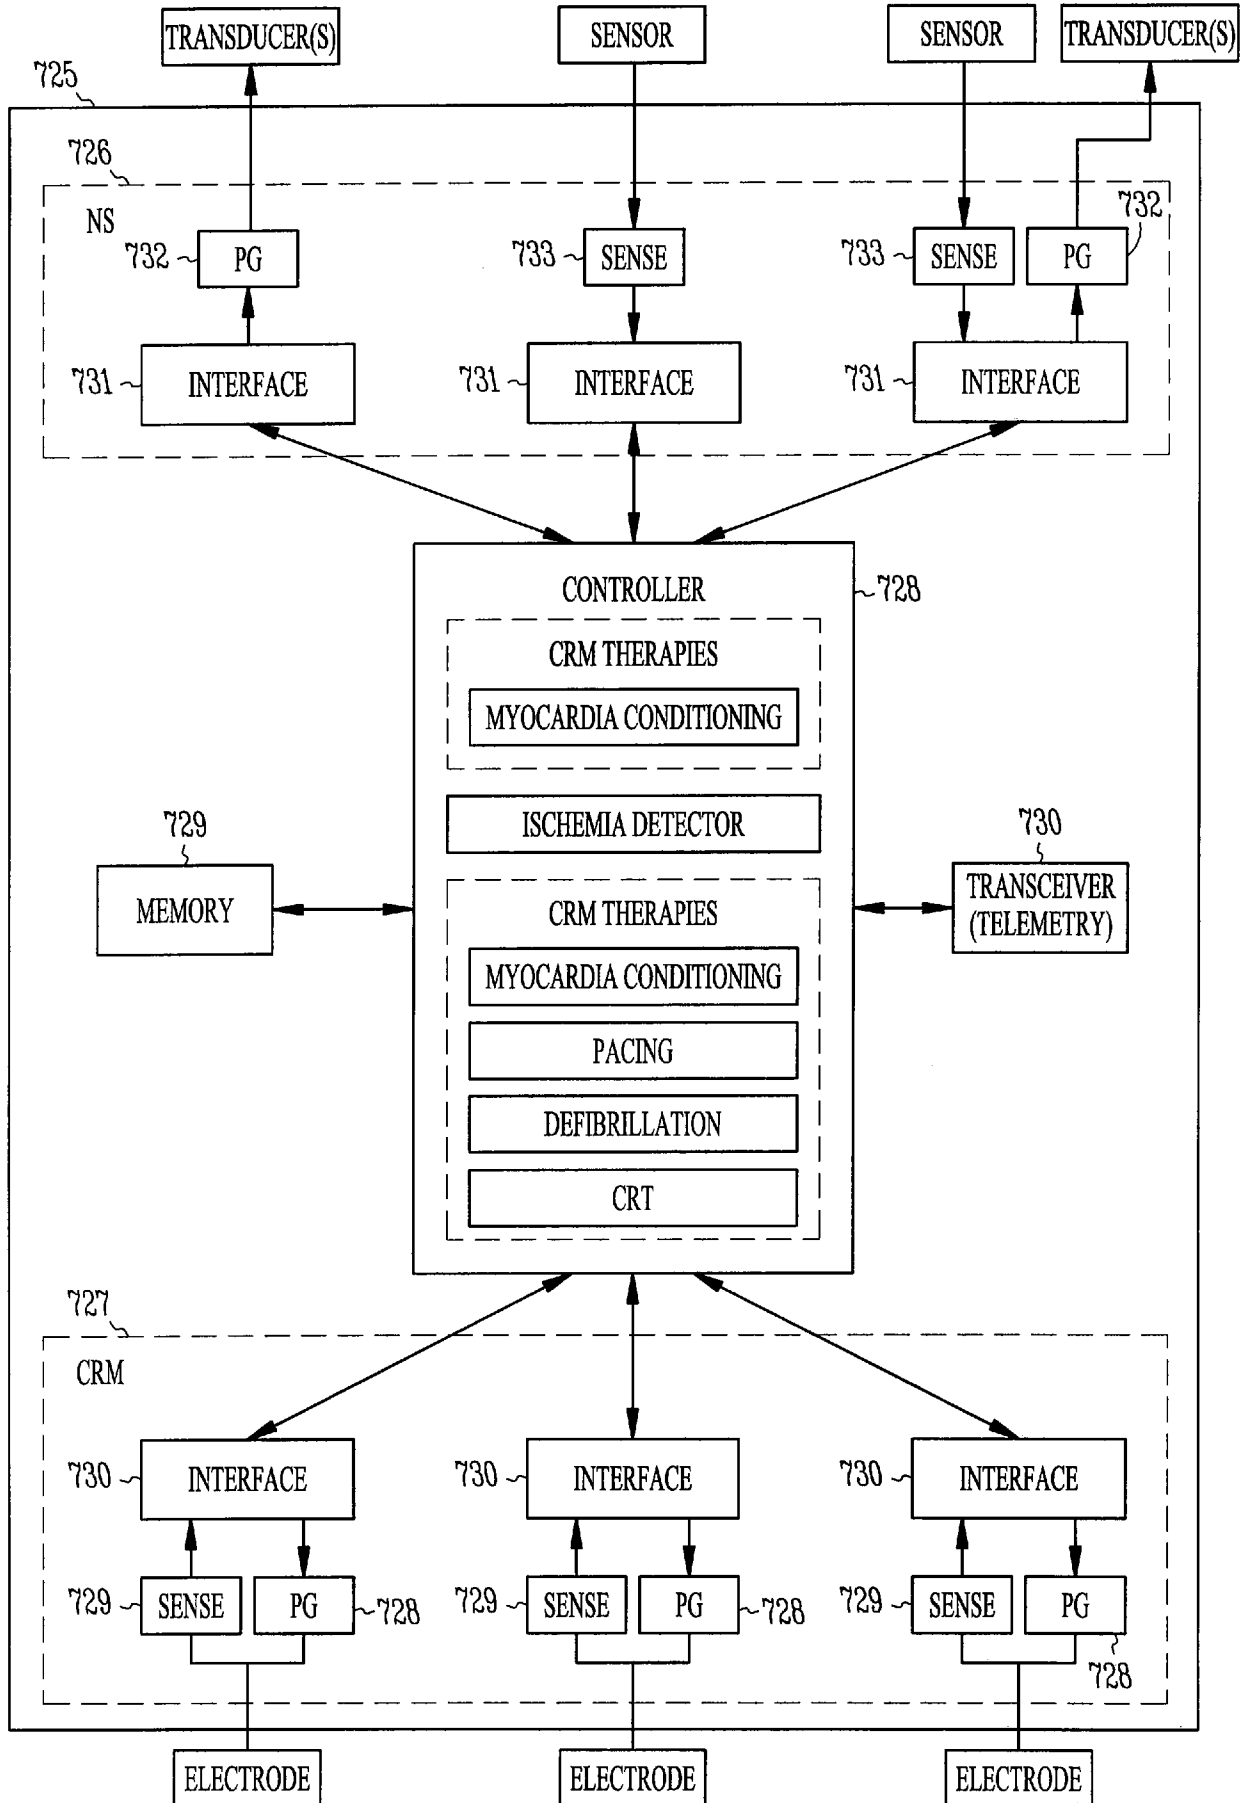 TRANSDUCER(S)
SENSOR
SENSOR
TRANSDUCER(S)
725
726
NS
732
PG
733
SENSE
733
SENSE
PG
732
731
INTERFACE
731
INTERFACE
731
INTERFACE
CONTROLLER
728
CRM THERAPIES
MYOCARDIA CONDITIONING
ISCHEMIA DETECTOR
729
MEMORY
730
TRANSCEIVER
(TELEMETRY)
CRM THERAPIES
MYOCARDIA CONDITIONING
PACING
DEFIBRILLATION
CRT
727
CRM
730
INTERFACE
730
INTERFACE
730
INTERFACE
729
SENSE
PG
728
729
SENSE
PG
728
729
SENSE
PG
728
ELECTRODE
ELECTRODE
ELECTRODE